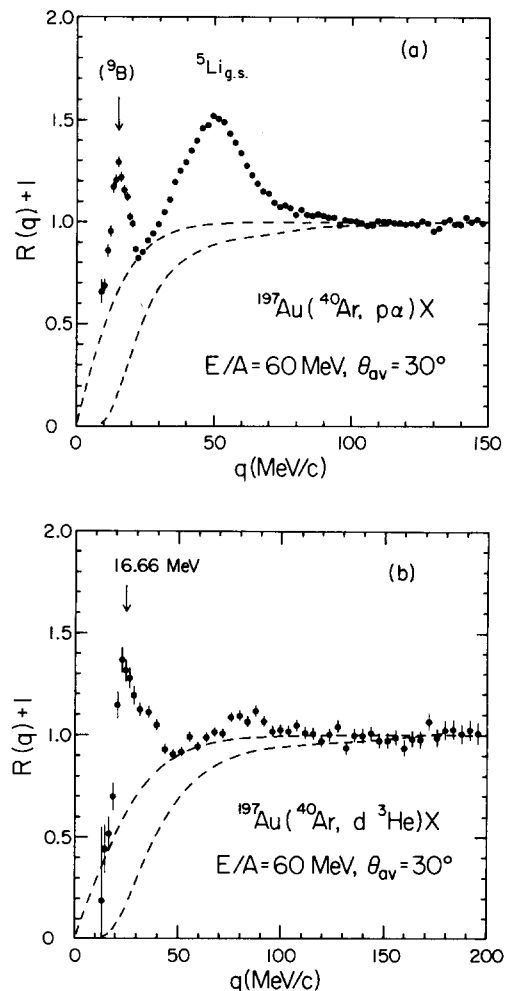 2.0
(a)
(⁹B)
⁵Li g.s.
1.5
1.0
R(q)+1
¹⁹⁷Au(⁴⁰Ar, pα)X
0.5
E/A=60 MeV, θav=30°
0
0 50 100 150
q(MeV/c)
2.0
16.66 MeV
(b)
1.5
1.0
R(q)+1
¹⁹⁷Au(⁴⁰Ar, d ³He)X
0.5
E/A=60 MeV, θav=30°
0
0 50 100 150 200
q(MeV/c)